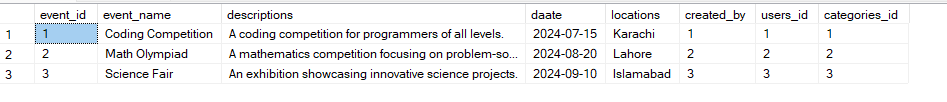 event_id event_name descriptions daate locations created_by users_id categories_id
1 1 Coding Competition A coding competition for programmers of all levels. 2024-07-15 Karachi 1 1 1
2 2 Math Olympiad A mathematics competition focusing on problem-so... 2024-08-20 Lahore 2 2 2
3 3 Science Fair An exhibition showcasing innovative science projects. 2024-09-10 Islamabad 3 3 3